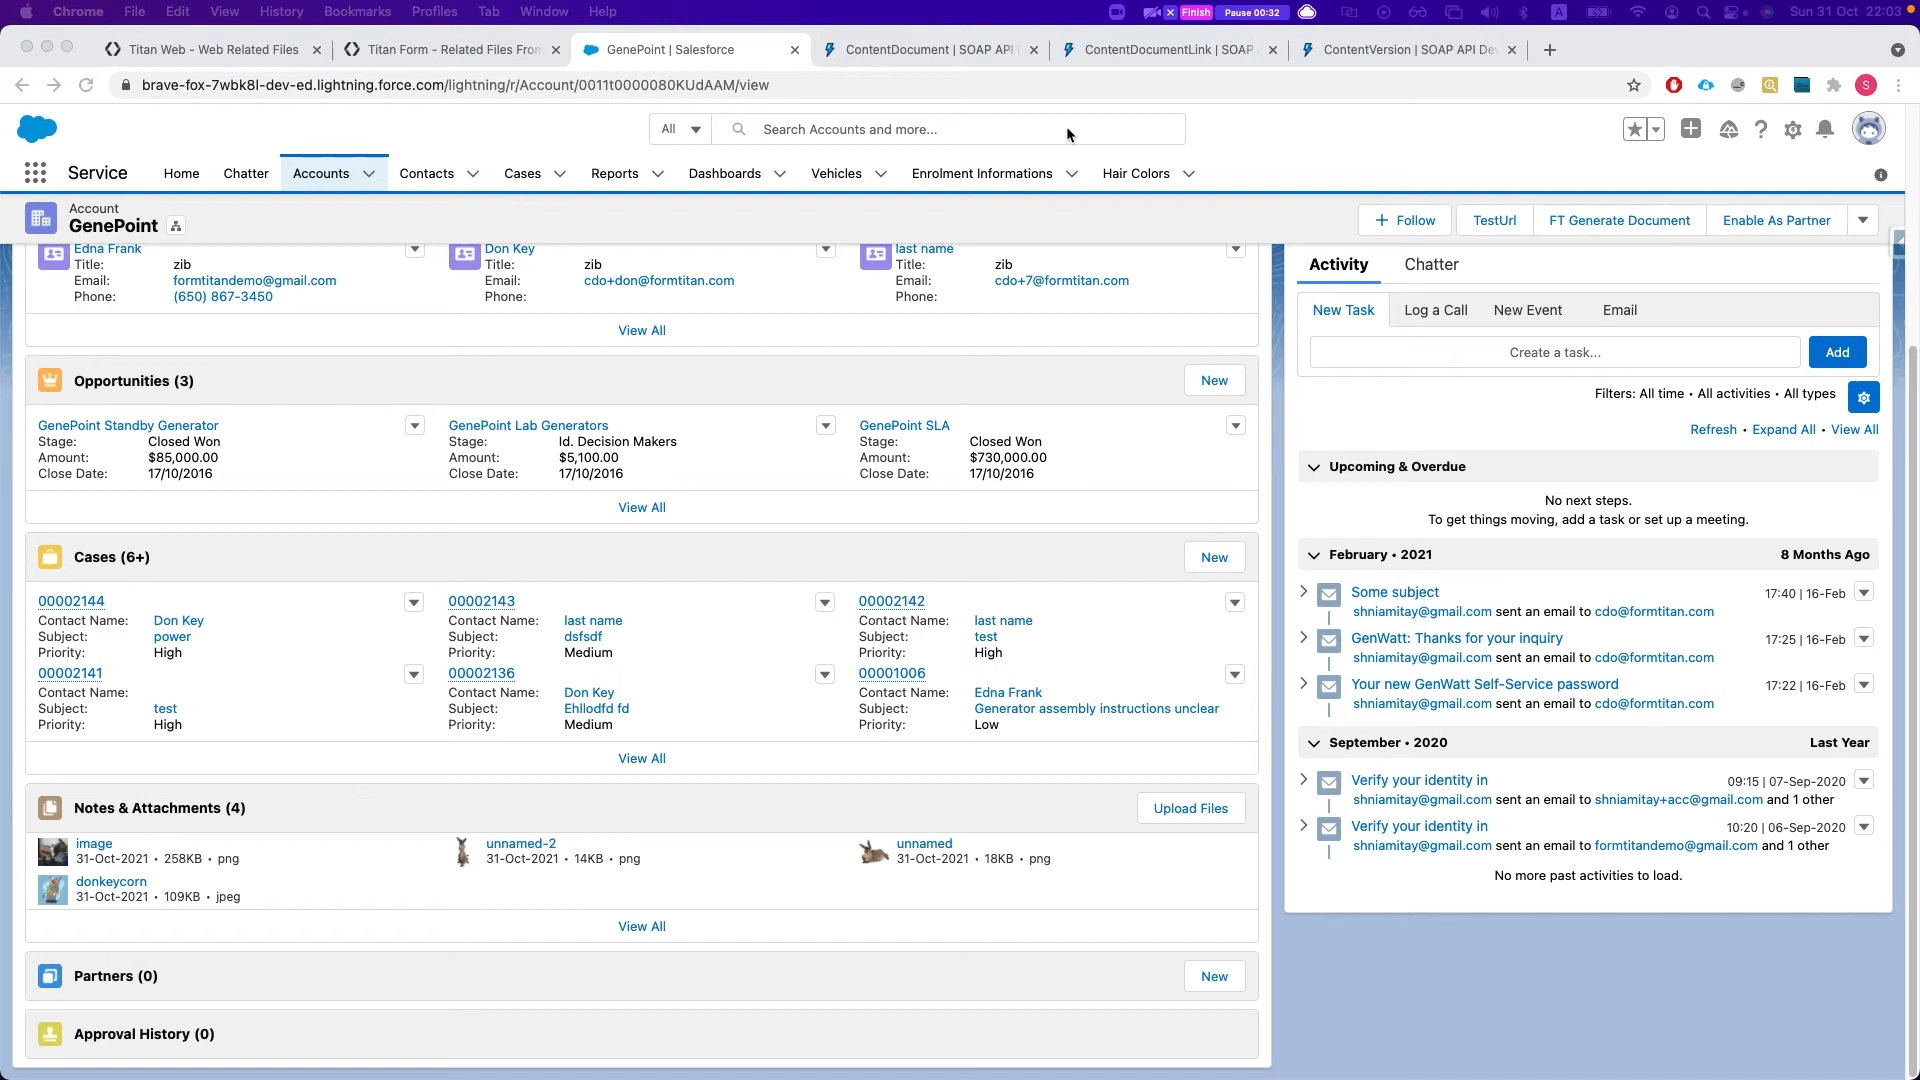 Chrome File Edit View History Bookmarks Profiles Tab Window Help Finish Pause 00:32 A Sun 31 Oct 22:03
Titan Web - Web Related Files Titan Form - Related Files From GenePoint | Salesforce ContentDocument | SOAP API ContentDocumentLink | SOAP ContentVersion | SOAP API De
brave-fox-7wbk8l-dev-ed.lightning.force.com/lightning/r/Account/0011t0000080KUdAAM/view S
All Search Accounts and more...
Service Home Chatter Accounts Contacts Cases Reports Dashboards Vehicles Enrolment Informations Hair Colors
Account
GenePoint
Follow TestUrl FT Generate Document Enable As Partner
Edna Frank
Title: zib
Email: formtitandemo@gmail.com
Phone: (650) 867-3450
Don Key
Title: zib
Email: cdo+don@formtitan.com
Phone:
last name
Title: zib
Email: cdo+7@formtitan.com
Phone:
View All
Opportunities (3) New
GenePoint Standby Generator
Stage: Closed Won
Amount: $85,000.00
Close Date: 17/10/2016
GenePoint Lab Generators
Stage: Id. Decision Makers
Amount: $5,100.00
Close Date: 17/10/2016
GenePoint SLA
Stage: Closed Won
Amount: $730,000.00
Close Date: 17/10/2016
View All
Cases (6+) New
00002144
Contact Name: Don Key
Subject: power
Priority: High
00002143
Contact Name: last name
Subject: dsfsdf
Priority: Medium
00002142
Contact Name: last name
Subject: test
Priority: High
00002141
Contact Name:
Subject: test
Priority: High
00002136
Contact Name: Don Key
Subject: Ehllodfd fd
Priority: Medium
00001006
Contact Name: Edna Frank
Subject: Generator assembly instructions unclear
Priority: Low
View All
Notes & Attachments (4) Upload Files
image
31-Oct-2021 • 258KB • png
unnamed-2
31-Oct-2021 • 14KB • png
unnamed
31-Oct-2021 • 18KB • png
donkeycorn
31-Oct-2021 • 109KB • jpeg
View All
Partners (0) New
Approval History (0)
Activity Chatter
New Task Log a Call New Event Email
Create a task... Add
Filters: All time • All activities • All types
Refresh • Expand All • View All
Upcoming & Overdue
No next steps.
To get things moving, add a task or set up a meeting.
February • 2021 8 Months Ago
Some subject 17:40 | 16-Feb
shniamitay@gmail.com sent an email to cdo@formtitan.com
GenWatt: Thanks for your inquiry 17:25 | 16-Feb
shniamitay@gmail.com sent an email to cdo@formtitan.com
Your new GenWatt Self-Service password 17:22 | 16-Feb
shniamitay@gmail.com sent an email to cdo@formtitan.com
September • 2020 Last Year
Verify your identity in 09:15 | 07-Sep-2020
shniamitay@gmail.com sent an email to shniamitay+acc@gmail.com and 1 other
Verify your identity in 10:20 | 06-Sep-2020
shniamitay@gmail.com sent an email to formtitandemo@gmail.com and 1 other
No more past activities to load.